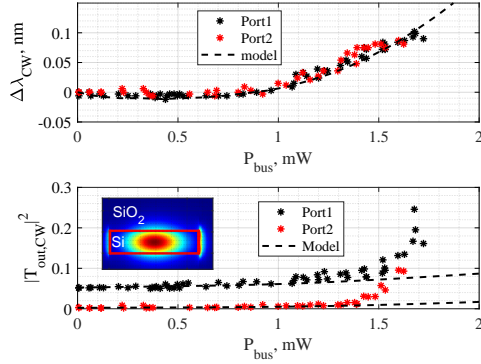 Δλ_CW, nm
0.1
0.05
0
-0.05
Port1
Port2
model
0 0.5 1 1.5 2
P_bus, mW
|T_out,CW|^2
0.3
0.2
0.1
0
SiO_2
Si
Port1
Port2
Model
0 0.5 1 1.5 2
P_bus, mW